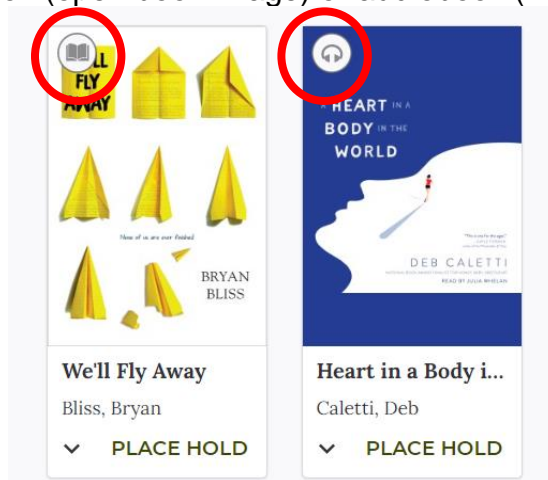 We'll
FLY
AWAY
None of us are ever finished
BRYAN
BLISS
We'll Fly Away
Bliss, Bryan
PLACE HOLD
A HEART IN A
BODY IN THE
WORLD
DEB CALETTI
READ BY JULIA WHELAN
Heart in a Body i...
Caletti, Deb
PLACE HOLD